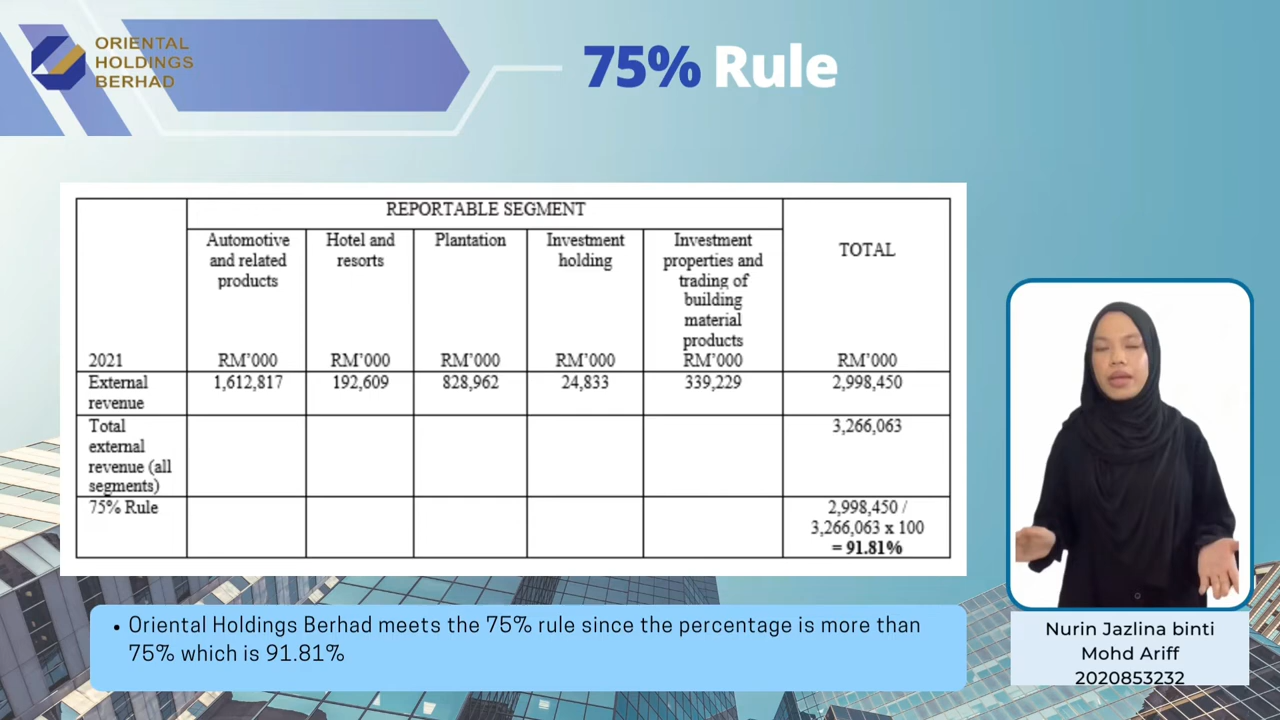 ORIENTAL
HOLDINGS
BERHAD
75% Rule
REPORTABLE SEGMENT
Automotive
and related
products
Hotel and
resorts
Plantation
Investment
holding
Investment
properties and
trading of
building
material
products
TOTAL
2021
RM'000
RM'000
RM'000
RM'000
RM'000
RM'000
External
revenue
1,612,817
192,609
828,962
24,833
339,229
2,998,450
Total
external
revenue (all
segments)
3,266,063
75% Rule
2,998,450 /
3,266,063 x 100
= 91.81%
• Oriental Holdings Berhad meets the 75% rule since the percentage is more than
75% which is 91.81%
Nurin Jazlina binti
Mohd Ariff
2020853232